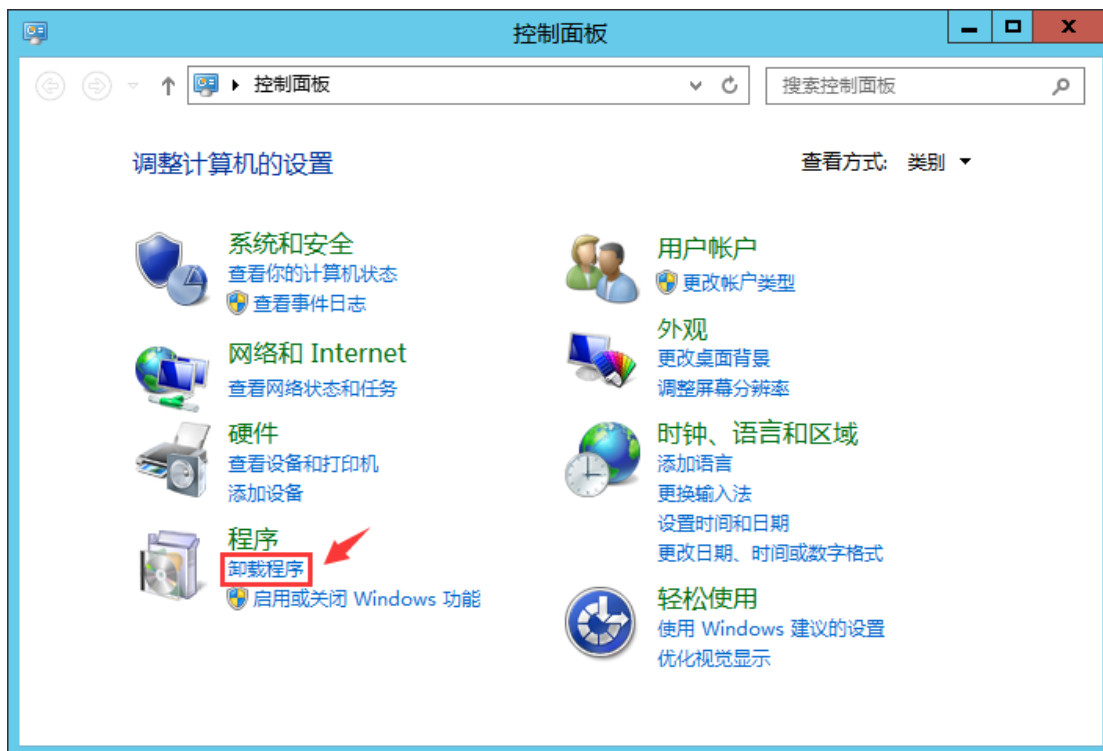 控制面板
控制面板
搜索控制面板
调整计算机的设置
查看方式: 类别
系统和安全
查看你的计算机状态
查看事件日志
网络和 Internet
查看网络状态和任务
硬件
查看设备和打印机
添加设备
程序
卸载程序
启用或关闭 Windows 功能
用户帐户
更改帐户类型
外观
更改桌面背景
调整屏幕分辨率
时钟、语言和区域
添加语言
更换输入法
设置时间和日期
更改日期、时间或数字格式
轻松使用
使用 Windows 建议的设置
优化视觉显示